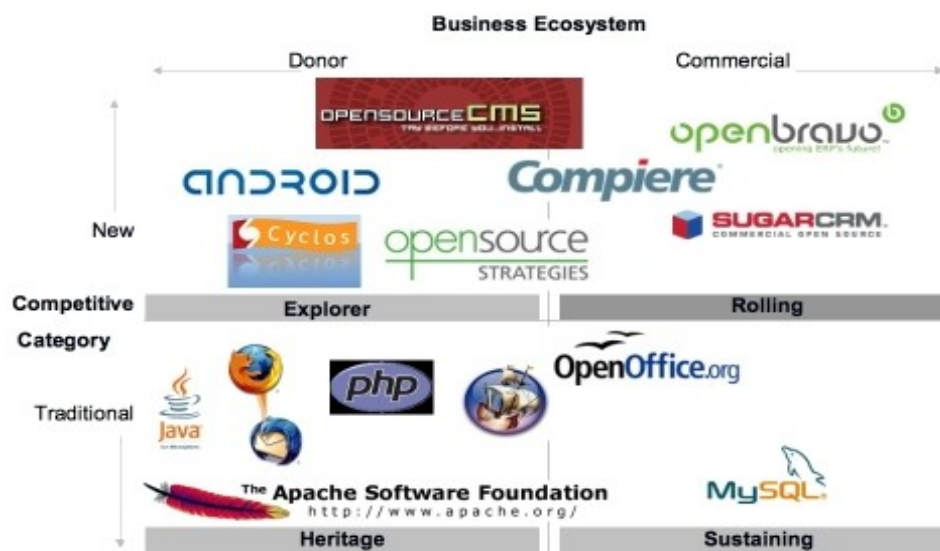 Business Ecosystem
Donor
Commercial
OPENSOURCECMS
TRY BEFORE YOU INSTALL
openbravo
opening ERP's future!
ANDROID
Compiere
New
Cyclos
opensource
STRATEGIES
SUGARCRM.
COMMERCIAL OPEN SOURCE
Competitive
Explorer
Rolling
Category
OpenOffice.org
php
Traditional
Java
The Apache Software Foundation
http://www.apache.org/
MySQL
Heritage
Sustaining